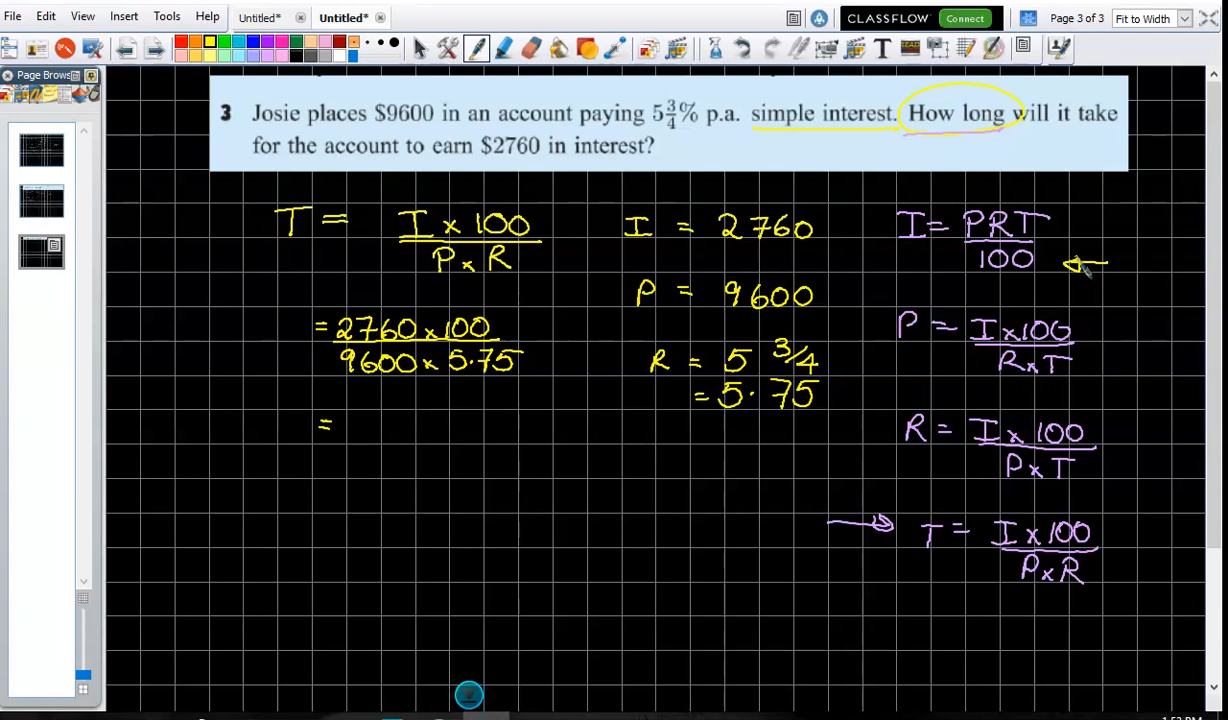 File Edit View Insert Tools Help Untitled* Untitled* CLASSFLOW Connect Page 3 of 3 Fit to Width
Page Brows
3 Josie places $9600 in an account paying 5 3/4% p.a. simple interest. How long will it take
for the account to earn $2760 in interest?
T = I x 100 / P x R
= 2760 x 100 / 9600 x 5.75
=
I = 2760
P = 9600
R = 5 3/4
= 5.75
I = PRT / 100
P = I x 100 / R x T
R = I x 100 / P x T
T = I x 100 / P x R